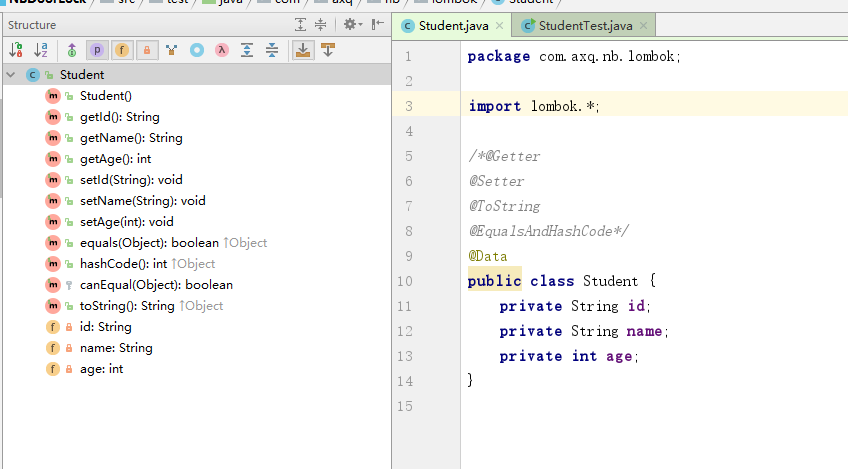 src test java com axq nb lombok Student
Structure
Student
Student()
getId(): String
getName(): String
getAge(): int
setId(String): void
setName(String): void
setAge(int): void
equals(Object): boolean ↑Object
hashCode(): int ↑Object
canEqual(Object): boolean
toString(): String ↑Object
id: String
name: String
age: int
Student.java StudentTest.java
1 package com.axq.nb.lombok;
2
3 import lombok.*;
4
5 /*@Getter
6 @Setter
7 @ToString
8 @EqualsAndHashCode*/
9 @Data
10 public class Student {
11 private String id;
12 private String name;
13 private int age;
14 }
15